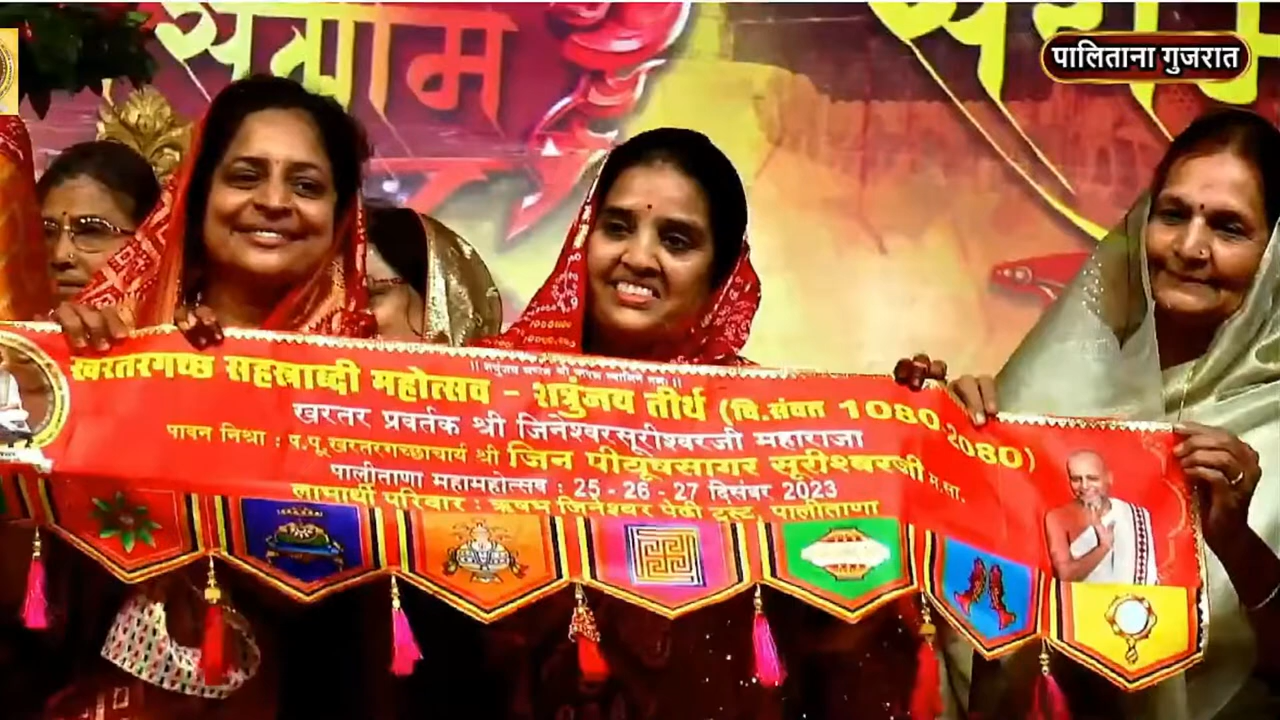 संग्राम
पालिताना गुजरात
खरतरगच्छ सहस्त्राब्दी महोत्सव - शत्रुंजय तीर्थ (वि.संवत 1080-2080)
खरतर प्रवर्तक श्री जिनेश्वरसूरीश्वरजी महाराजा
पावन निश्रा : प.पू.खरतरगच्छाचार्य श्री जिन पीयूषसागर सूरीश्वरजी म.सा.
पालीताणा महामहोत्सव : 25 - 26 - 27 दिसंबर 2023
लाभार्थी परिवार : ऋषभ जिनेश्वर पेढी ट्रस्ट, पालीताणा